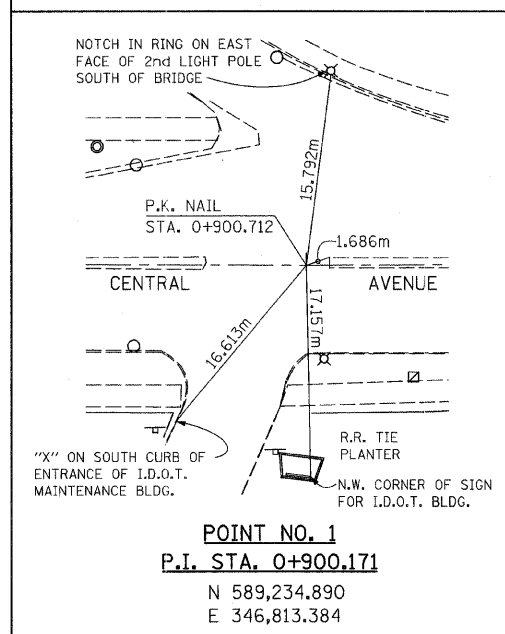 NOTCH IN RING ON EAST
FACE OF 2nd LIGHT POLE
SOUTH OF BRIDGE
15.792m
P.K. NAIL
STA. 0+900.712
1.686m
CENTRAL
AVENUE
17.157m
16.613m
"X" ON SOUTH CURB OF
ENTRANCE OF I.D.O.T.
MAINTENANCE BLDG.
R.R. TIE
PLANTER
N.W. CORNER OF SIGN
FOR I.D.O.T. BLDG.
POINT NO. 1
P.I. STA. 0+900.171
N 589,234.890
E 346,813.384